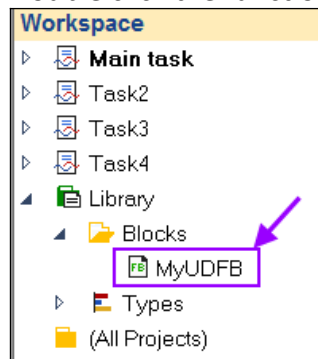 Workspace
Main task
Task2
Task3
Task4
Library
Blocks
FB MyUDFB
Types
(All Projects)